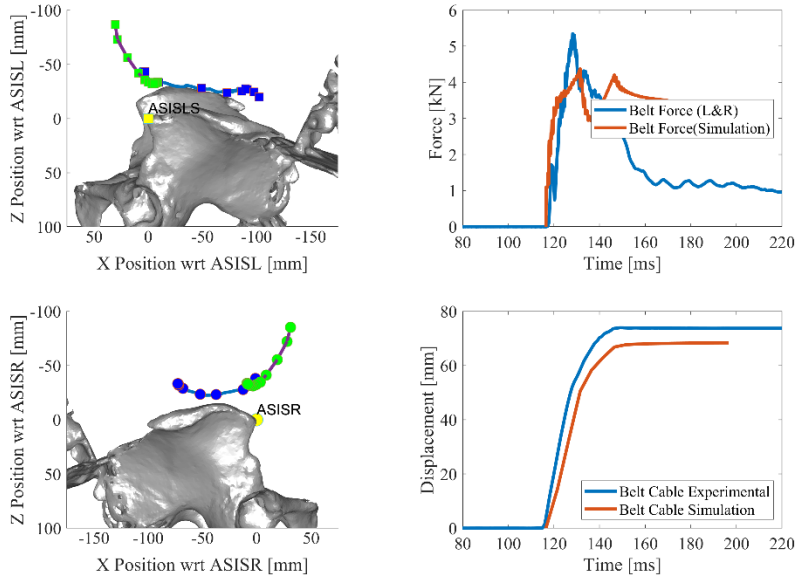 -100
-50
0
50
100
Z Position wrt ASISL [mm]
ASISLS
50 0 -50 -100 -150
X Position wrt ASISL [mm]
6
5
4
3
2
1
0
Force [kN]
Belt Force (L&R)
Belt Force(Simulation)
80 100 120 140 160 180 200 220
Time [ms]
-100
-50
0
50
100
Z Position wrt ASISR [mm]
ASISR
-150 -100 -50 0 50
X Position wrt ASISR [mm]
80
60
40
20
0
Displacement [mm]
Belt Cable Experimental
Belt Cable Simulation
80 100 120 140 160 180 200 220
Time [ms]